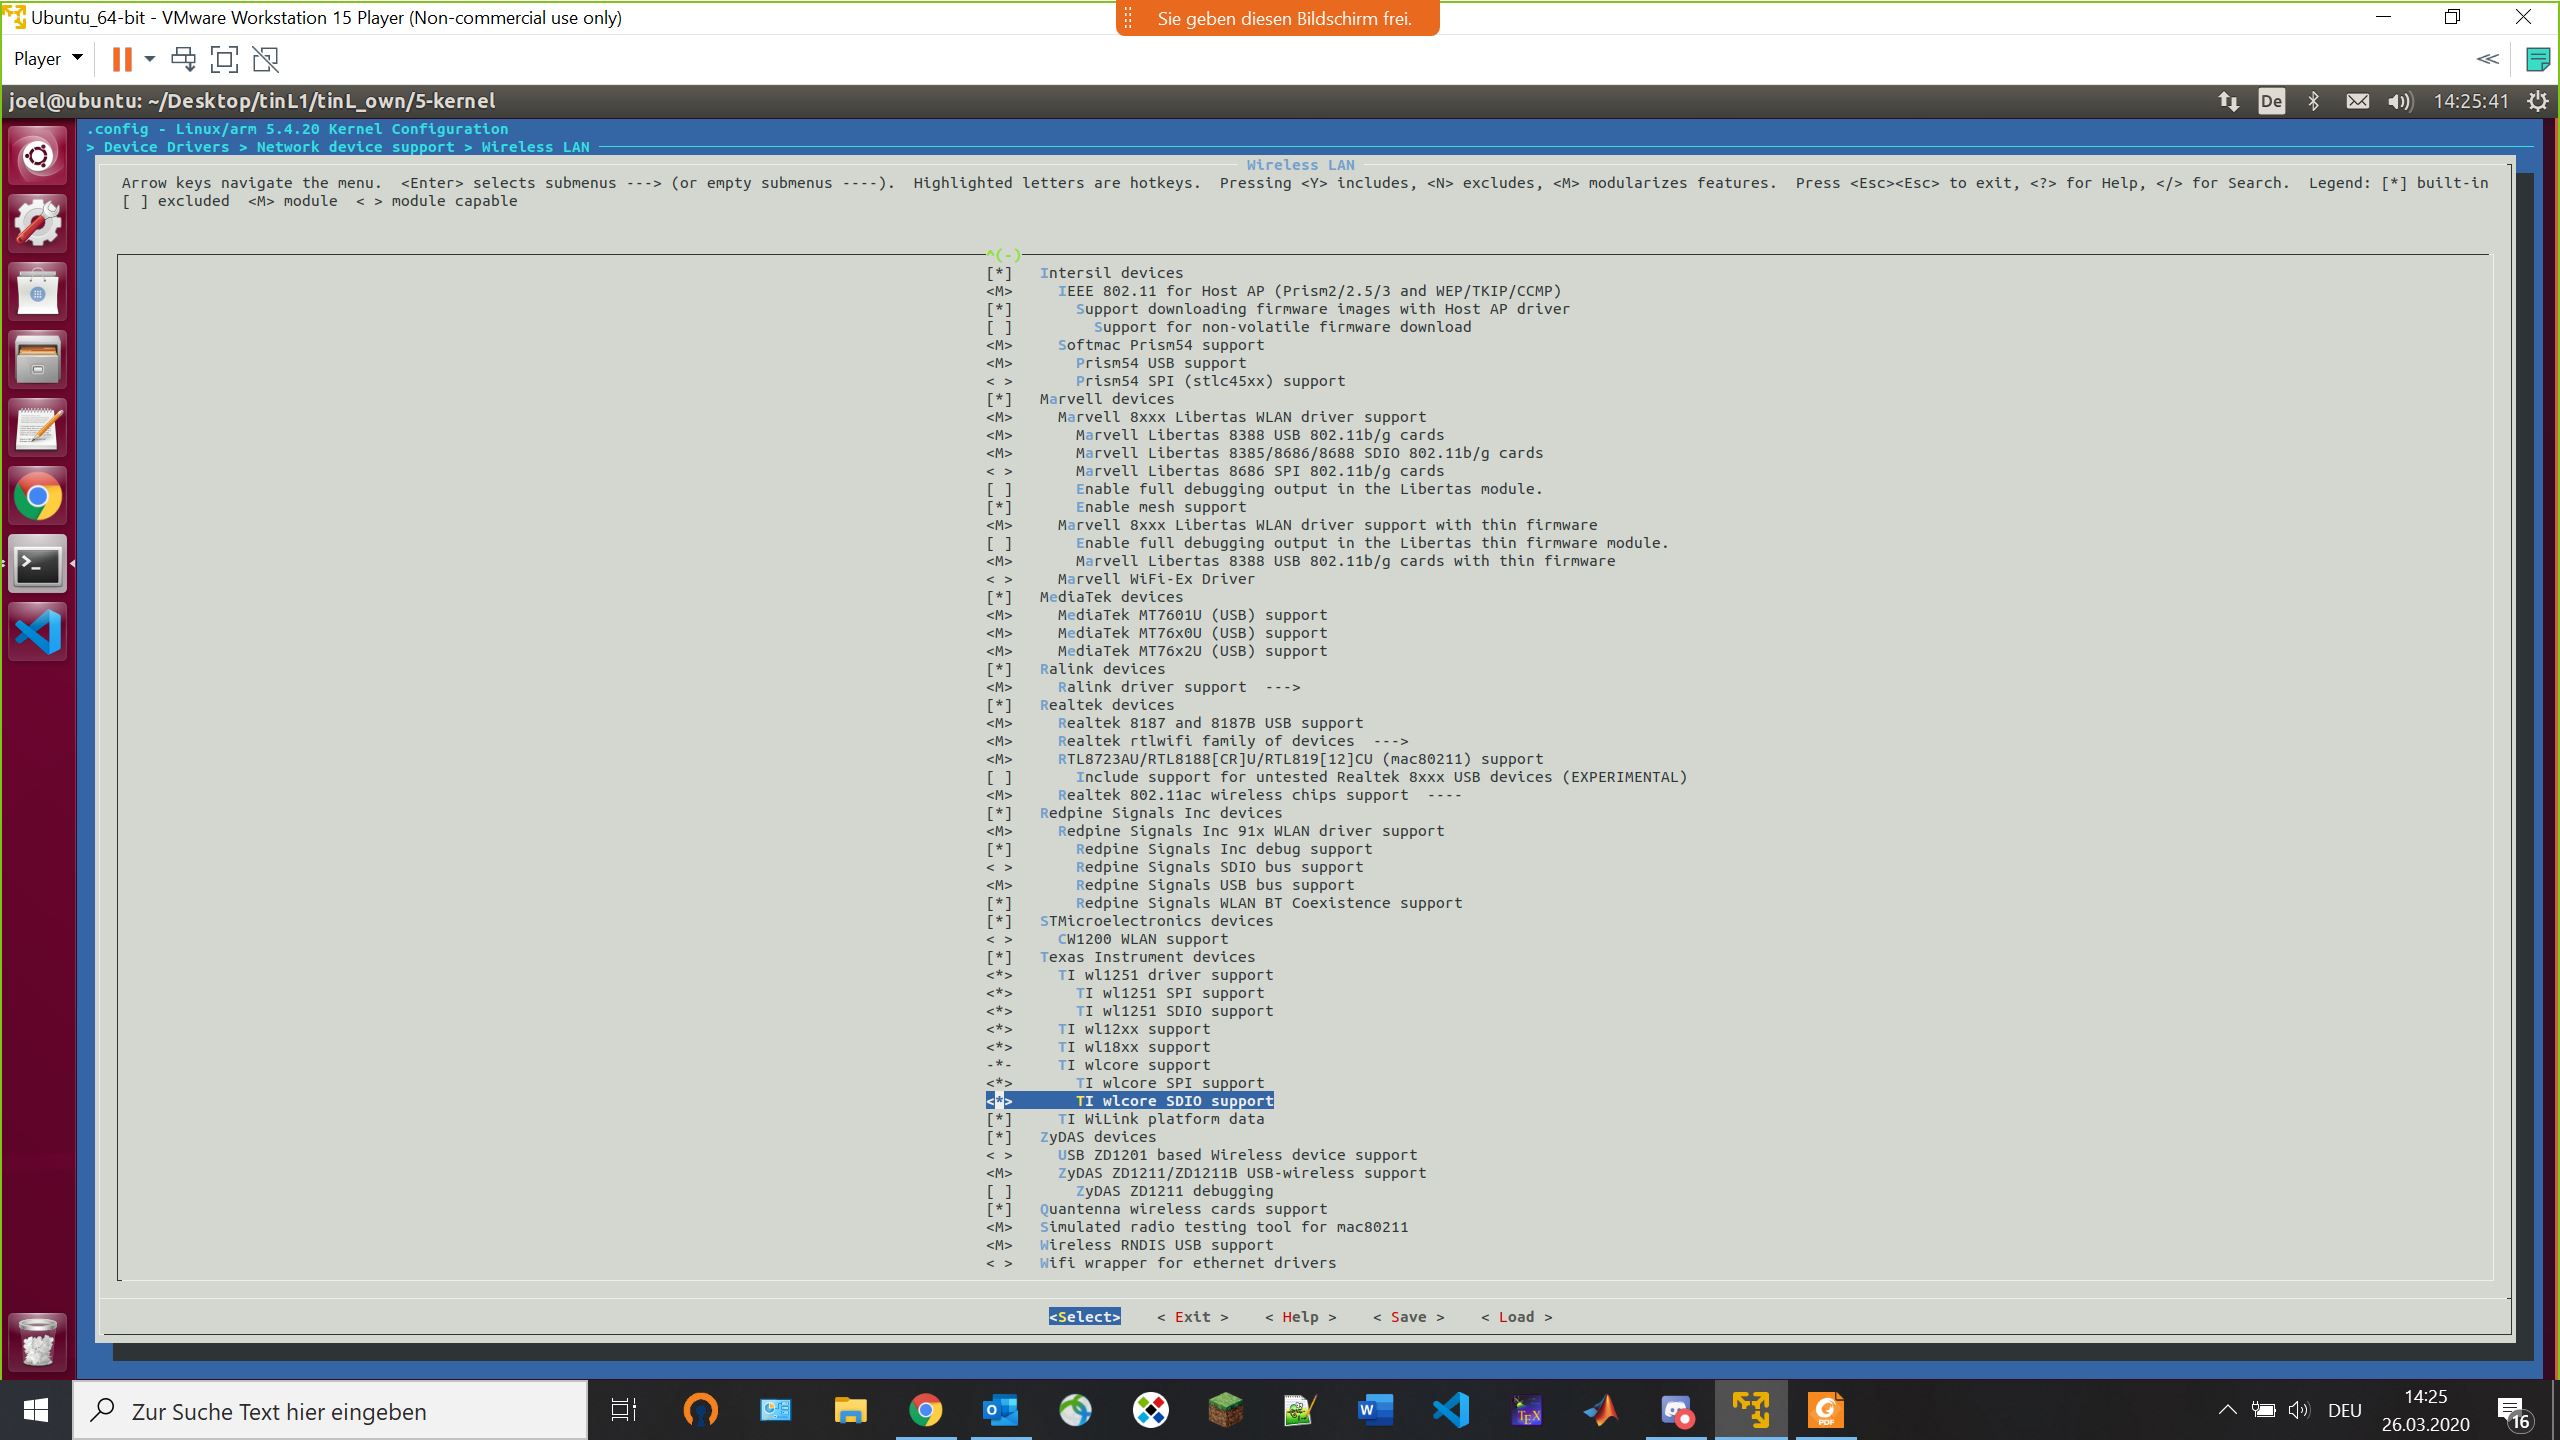 Ubuntu_64-bit - VMware Workstation 15 Player (Non-commercial use only)
Sie geben diesen Bildschirm frei.
Player
joel@ubuntu: ~/Desktop/tinL1/tinL_own/5-kernel
De
14:25:41
.config - Linux/arm 5.4.20 Kernel Configuration
> Device Drivers > Network device support > Wireless LAN
Wireless LAN
Arrow keys navigate the menu.  <Enter> selects submenus ---> (or empty submenus ----).  Highlighted letters are hotkeys.  Pressing <Y> includes, <N> excludes, <M> modularizes features.  Press <Esc><Esc> to exit, <?> for Help, </> for Search.  Legend: [*] built-in
[ ] excluded  <M> module  < > module capable
^(-)
[*]   Intersil devices
<M>     IEEE 802.11 for Host AP (Prism2/2.5/3 and WEP/TKIP/CCMP)
[*]       Support downloading firmware images with Host AP driver
[ ]         Support for non-volatile firmware download
<M>     Softmac Prism54 support
<M>       Prism54 USB support
< >       Prism54 SPI (stlc45xx) support
[*]   Marvell devices
<M>     Marvell 8xxx Libertas WLAN driver support
<M>       Marvell Libertas 8388 USB 802.11b/g cards
<M>       Marvell Libertas 8385/8686/8688 SDIO 802.11b/g cards
< >       Marvell Libertas 8686 SPI 802.11b/g cards
[ ]       Enable full debugging output in the Libertas module.
[*]       Enable mesh support
<M>     Marvell 8xxx Libertas WLAN driver support with thin firmware
[ ]       Enable full debugging output in the Libertas thin firmware module.
<M>       Marvell Libertas 8388 USB 802.11b/g cards with thin firmware
< >     Marvell WiFi-Ex Driver
[*]   MediaTek devices
<M>     MediaTek MT7601U (USB) support
<M>     MediaTek MT76x0U (USB) support
<M>     MediaTek MT76x2U (USB) support
[*]   Ralink devices
<M>     Ralink driver support  --->
[*]   Realtek devices
<M>     Realtek 8187 and 8187B USB support
<M>     Realtek rtlwifi family of devices  --->
<M>     RTL8723AU/RTL8188[CR]U/RTL819[12]CU (mac80211) support
[ ]       Include support for untested Realtek 8xxx USB devices (EXPERIMENTAL)
<M>     Realtek 802.11ac wireless chips support  ----
[*]   Redpine Signals Inc devices
<M>     Redpine Signals Inc 91x WLAN driver support
[*]       Redpine Signals Inc debug support
< >       Redpine Signals SDIO bus support
<M>       Redpine Signals USB bus support
[*]       Redpine Signals WLAN BT Coexistence support
[*]   STMicroelectronics devices
< >     CW1200 WLAN support
[*]   Texas Instrument devices
<*>     TI wl1251 driver support
<*>       TI wl1251 SPI support
<*>       TI wl1251 SDIO support
<*>     TI wl12xx support
<*>     TI wl18xx support
-*-     TI wlcore support
<*>       TI wlcore SPI support
<*>       TI wlcore SDIO support
[*]     TI WiLink platform data
[*]   ZyDAS devices
< >     USB ZD1201 based Wireless device support
<M>     ZyDAS ZD1211/ZD1211B USB-wireless support
[ ]       ZyDAS ZD1211 debugging
[*]   Quantenna wireless cards support
<M>   Simulated radio testing tool for mac80211
<M>   Wireless RNDIS USB support
< >   Wifi wrapper for ethernet drivers
<Select>    < Exit >    < Help >    < Save >    < Load >
Zur Suche Text hier eingeben
DEU
14:25
26.03.2020
16